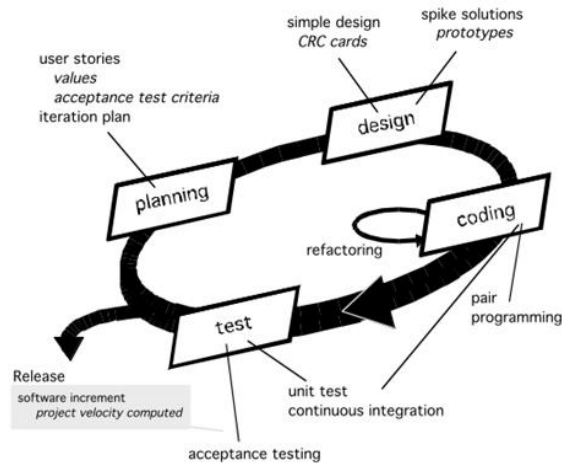 spike solutions
prototypes
simple design
CRC cards
user stories
values
acceptance test criteria
iteration plan
design
planning
coding
refactoring
pair
programming
test
Release
software increment
project velocity computed
unit test
continuous integration
acceptance testing